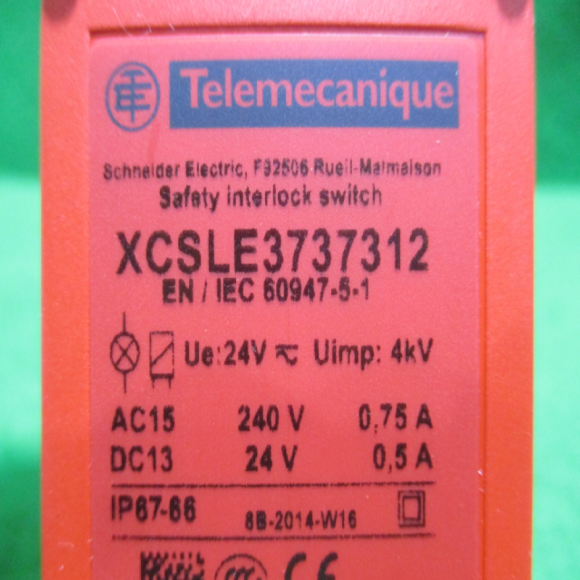 Telemecanique
Schneider Electric, F92506 Rueil-Malmaison
Safety interlock switch
XCSLE3737312
EN / IEC 60947-5-1
Ue:24V Uimp: 4kV
AC15 240 V 0,75 A
DC13 24 V 0,5 A
IP67-66 8B-2014-W16
CE